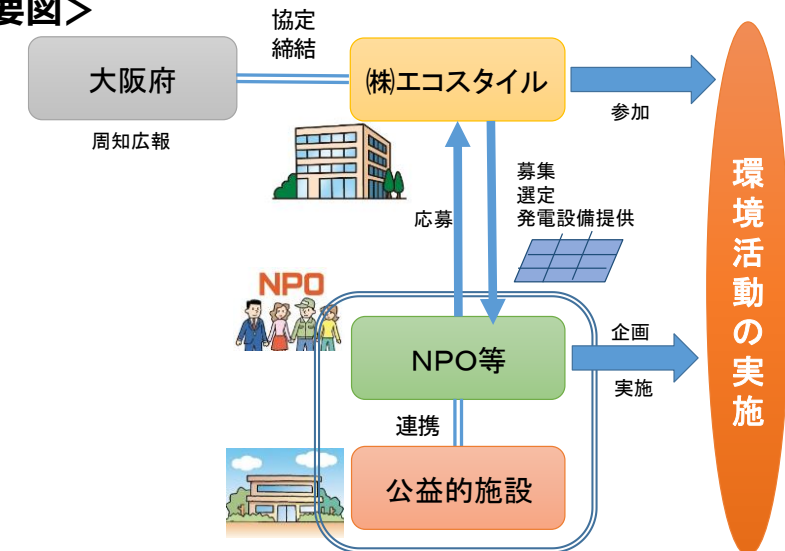 要図＞
協定
締結
大阪府
㈱エコスタイル
参加
周知広報
募集
選定
発電設備提供
応募
NPO
NPO等
企画
実施
連携
公益的施設
環境活動の実施